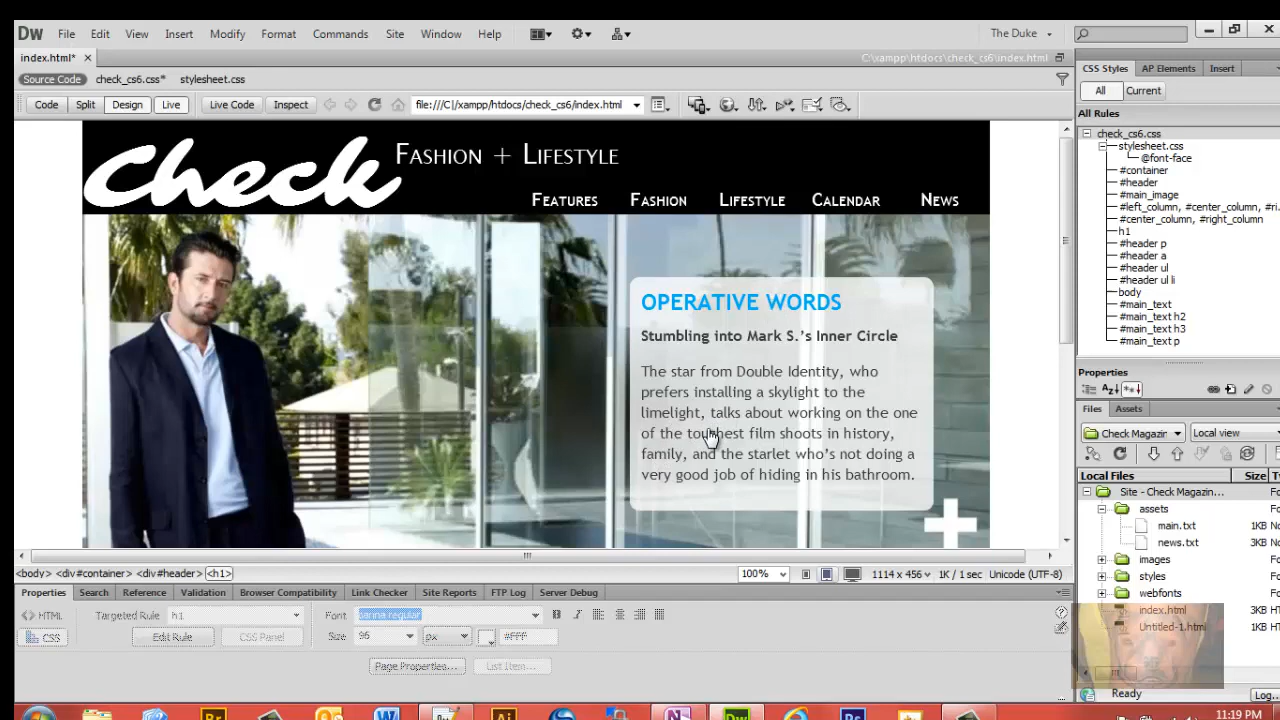 Dw File Edit View Insert Modify Format Commands Site Window Help The Duke
index.html* C:\xampp\htdocs\check_cs6\index.html
Source Code check_cs6.css* stylesheet.css
Code Split Design Live Live Code Inspect file:///C|/xampp/htdocs/check_cs6/index.html
Check Fashion + Lifestyle
Features Fashion Lifestyle Calendar News
OPERATIVE WORDS
Stumbling into Mark S.'s Inner Circle
The star from Double Identity, who
prefers installing a skylight to the
limelight, talks about working on the one
of the toughest film shoots in history,
family, and the starlet who's not doing a
very good job of hiding in his bathroom.
<body> <div#container> <div#header> <h1> 100% 1114 x 456 1K / 1 sec Unicode (UTF-8)
Properties Search Reference Validation Browser Compatibility Link Checker Site Reports FTP Log Server Debug
<> HTML Targeted Rule h1 Font B I
CSS Edit Rule CSS Panel Size 95 px #fff
Page Properties... List Item...
CSS Styles AP Elements Insert
All Current
All Rules
check_cs6.css
stylesheet.css
@font-face
#container
#header
#main_image
#left_column, #center_column, #ri..
#center_column, #right_column
h1
#header p
#header a
#header ul
#header ul li
body
#main_text
#main_text h2
#main_text h3
#main_text p
Properties
Files Assets
Check Magazir Local view
Local Files Size
Site - Check Magazin...
assets
main.txt 1KB
news.txt 3KB
images
styles
webfonts
index.html 3KB
Untitled-1.html 1KB
Ready Log..
Br W Ai N Dw Ps 11:19 PM